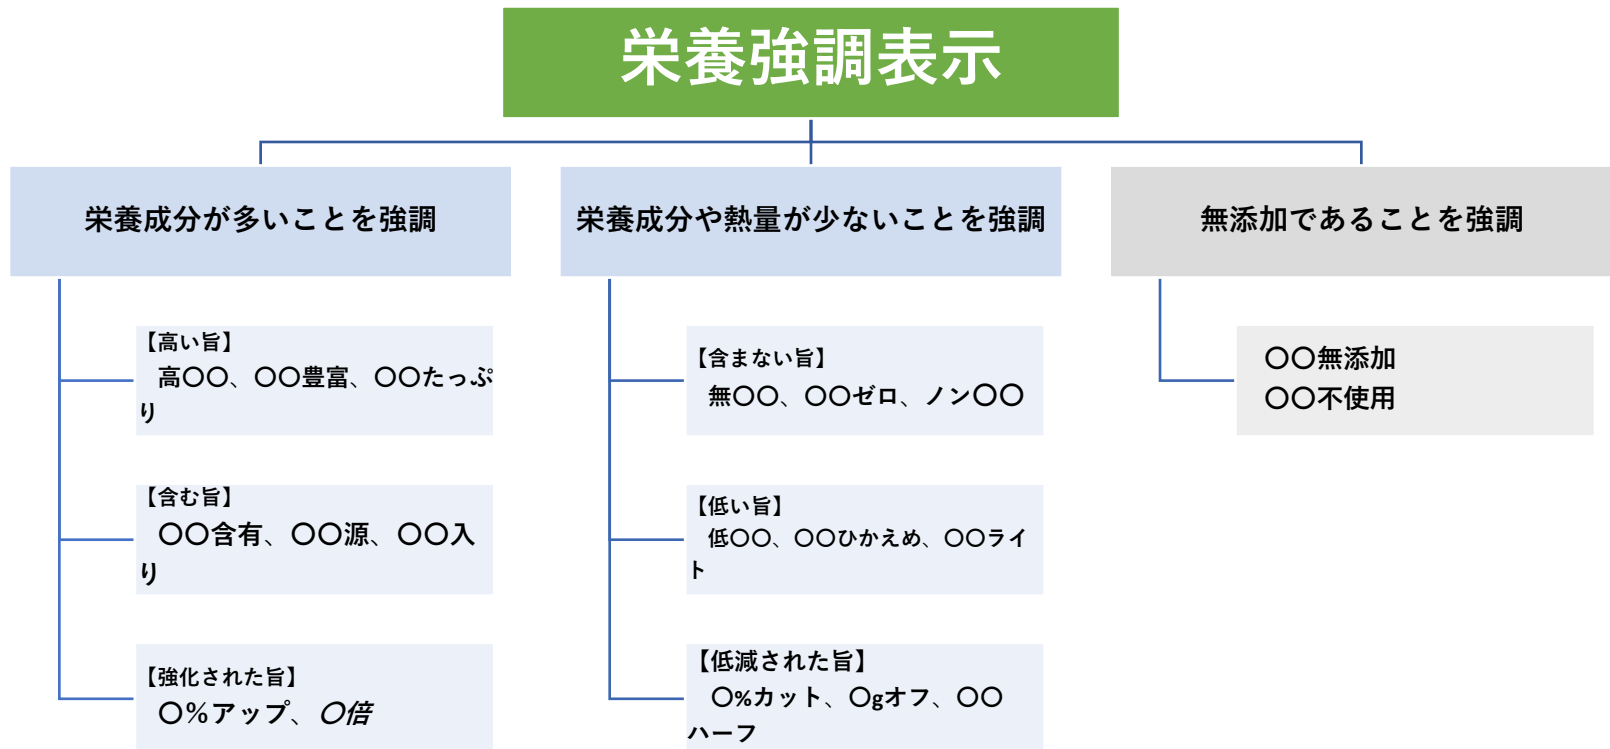 栄養強調表示
栄養成分が多いことを強調
【高い旨】
高〇〇、〇〇豊富、〇〇たっぷ
り
【含む旨】
〇〇含有、〇〇源、〇〇入
り
【強化された旨】
〇％アップ、〇倍
栄養成分や熱量が少ないことを強調
【含まない旨】
無〇〇、〇〇ゼロ、ノン〇〇
【低い旨】
低〇〇、〇〇ひかえめ、〇〇ライ
ト
【低減された旨】
〇%カット、〇gオフ、〇〇
ハーフ
無添加であることを強調
〇〇無添加
〇〇不使用